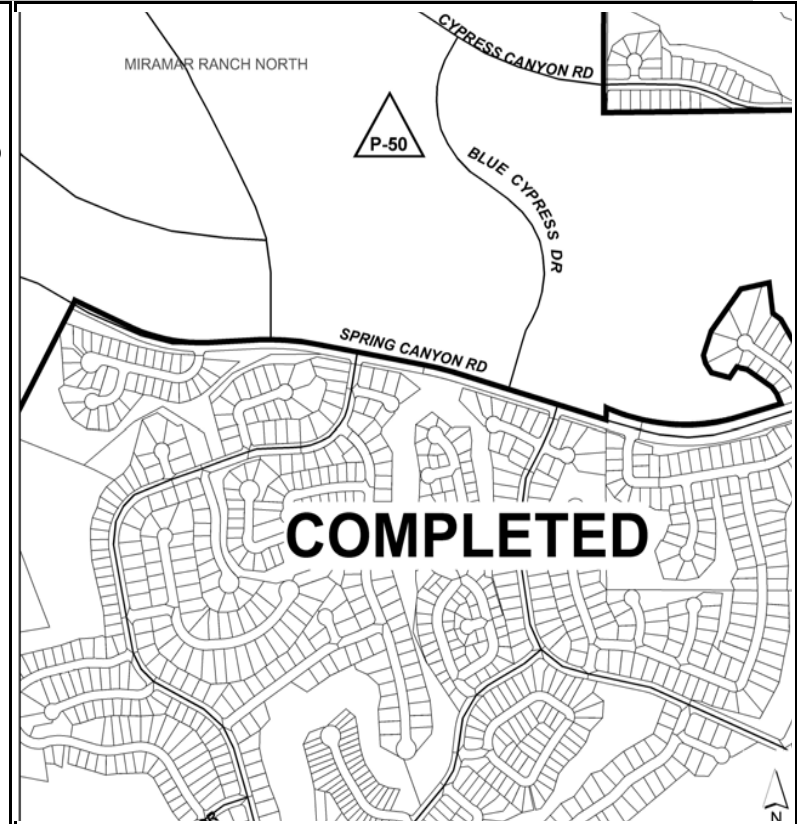 CYPRESS CANYON RD
MIRAMAR RANCH NORTH
P-50
BLUE CYPRESS DR
SPRING CANYON RD
COMPLETED
N